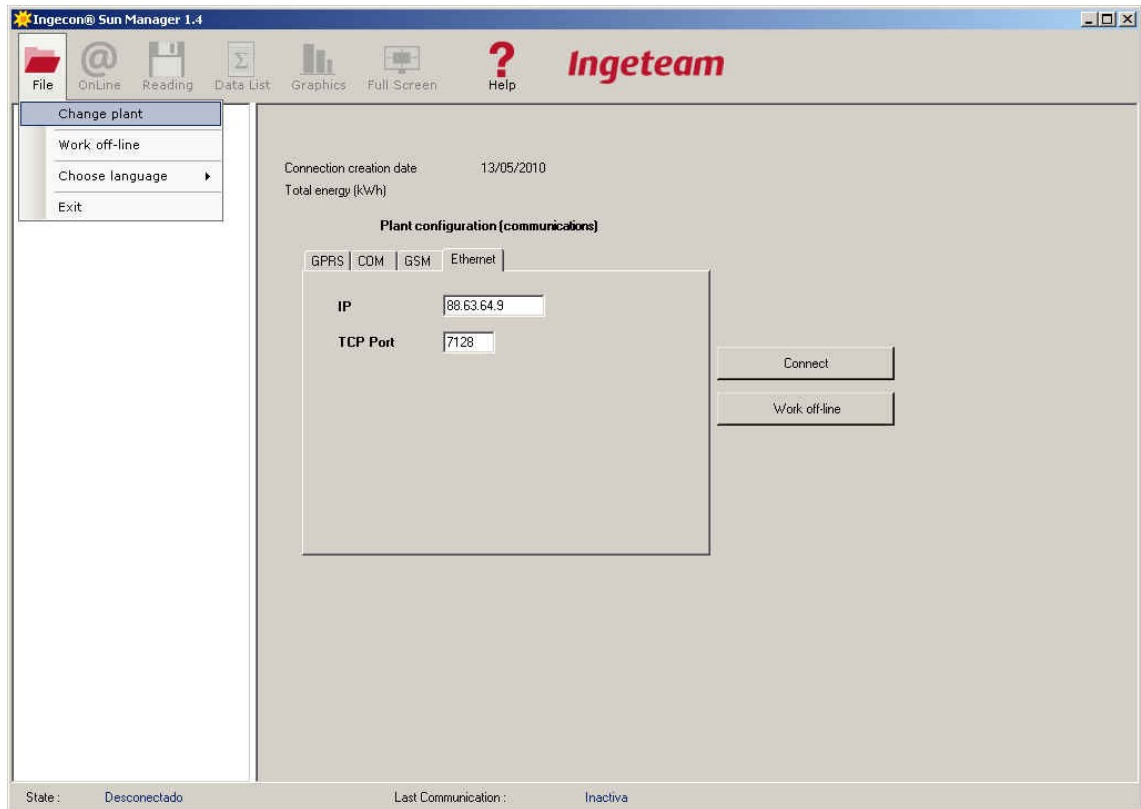 Ingecon® Sun Manager 1.4
File OnLine Reading Data List Graphics Full Screen Help Ingeteam
Change plant
Work off-line
Choose language
Exit
Connection creation date 13/05/2010
Total energy (kWh)
Plant configuration (communications)
GPRS COM GSM Ethernet
IP 88.63.64.9
TCP Port 7128
Connect
Work off-line
State : Desconectado Last Communication : Inactiva